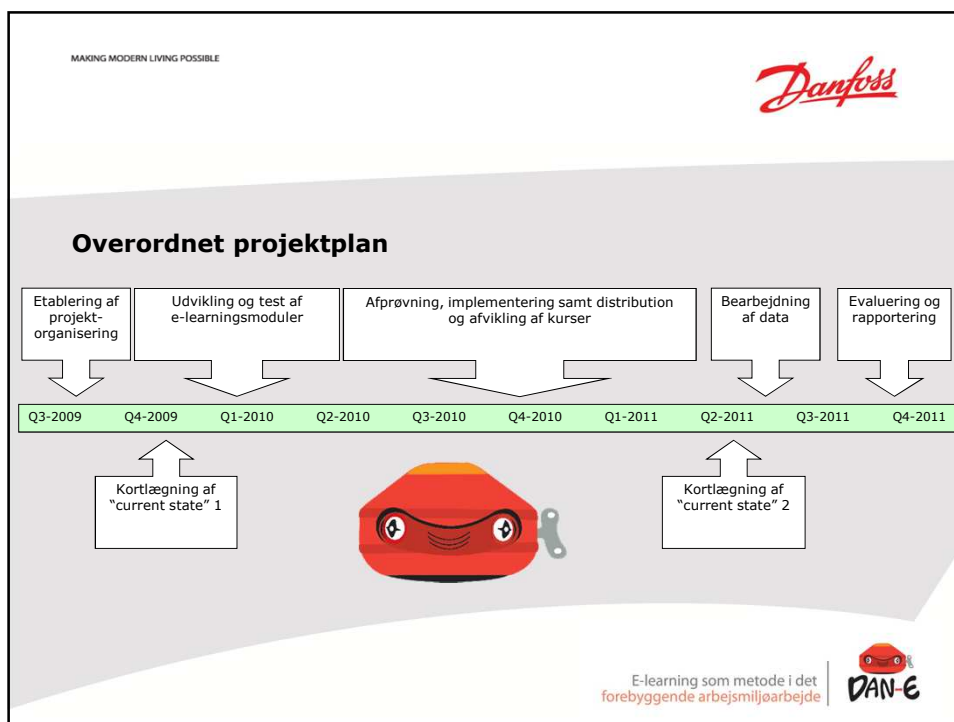 MAKING MODERN LIVING POSSIBLE
Danfoss
Overordnet projektplan
Etablering af
projekt-
organisering
Udvikling og test af
e-learningsmoduler
Afprøvning, implementering samt distribution
og afvikling af kurser
Bearbejdning
af data
Evaluering og
rapportering
Q3-2009 Q4-2009 Q1-2010 Q2-2010 Q3-2010 Q4-2010 Q1-2011 Q2-2011 Q3-2011 Q4-2011
Kortlægning af
“current state” 1
Kortlægning af
“current state” 2
E-learning som metode i det
forebyggende arbejdsmiljøarbejde
DAN-E